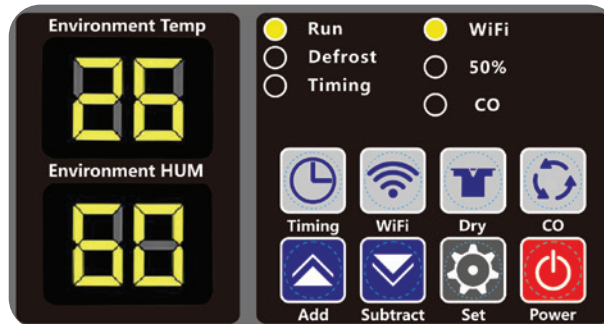 Environment Temp
26
Environment HUM
60
Run
Defrost
Timing
WiFi
50%
CO
Timing WiFi Dry CO
Add Subtract Set Power